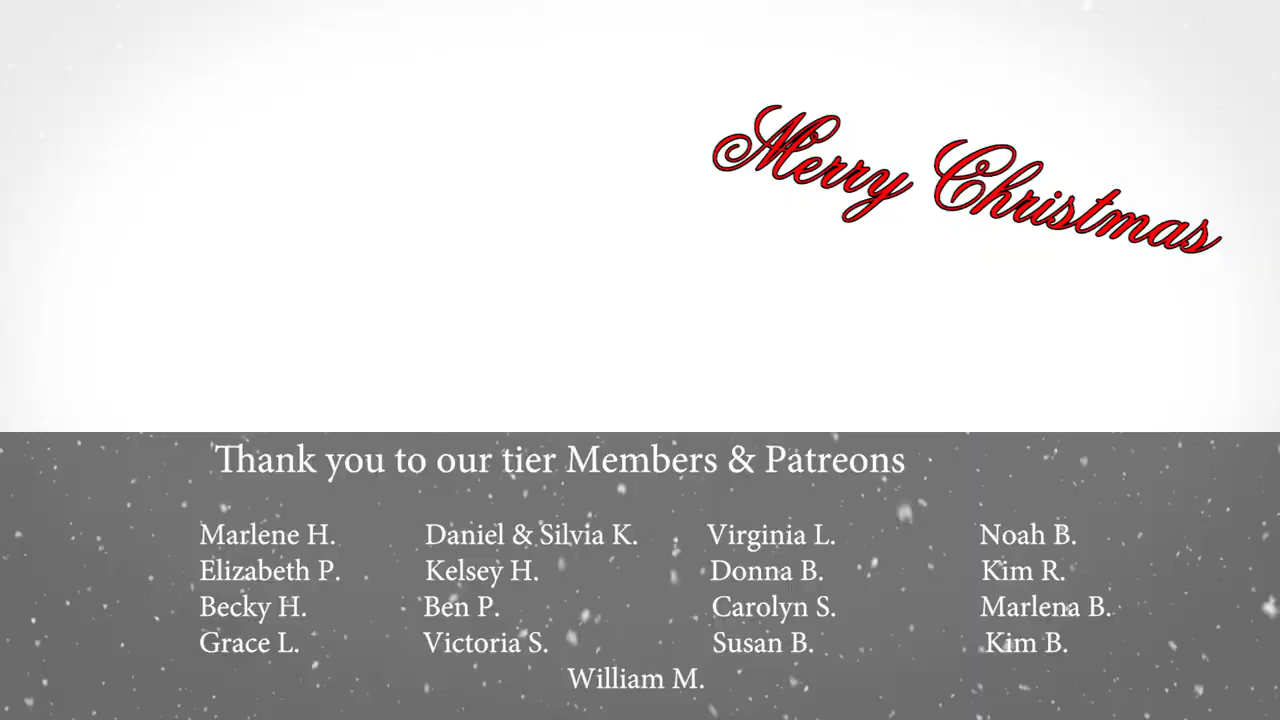 Merry Christmas
Thank you to our tier Members & Patreons
Marlene H. Daniel & Silvia K. Virginia L. Noah B.
Elizabeth P. Kelsey H. Donna B. Kim R.
Becky H. Ben P. Carolyn S. Marlena B.
Grace L. Victoria S. Susan B. Kim B.
William M.